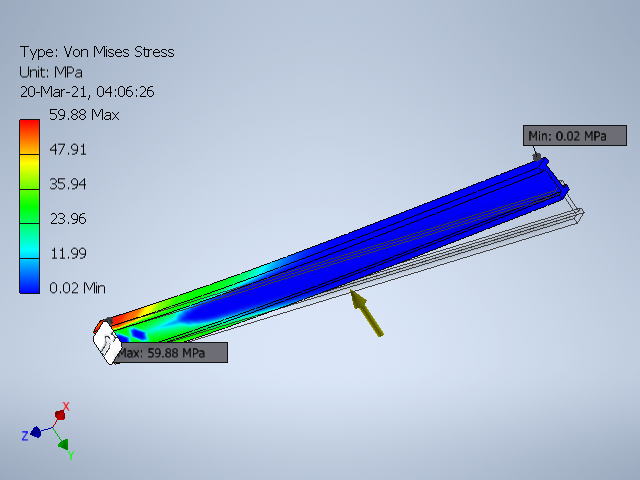 Type: Von Mises Stress
Unit: MPa
20-Mar-21, 04:06:26
59.88 Max
47.91
35.94
23.96
11.99
0.02 Min
Min: 0.02 MPa
Max: 59.88 MPa
X
Z
Y